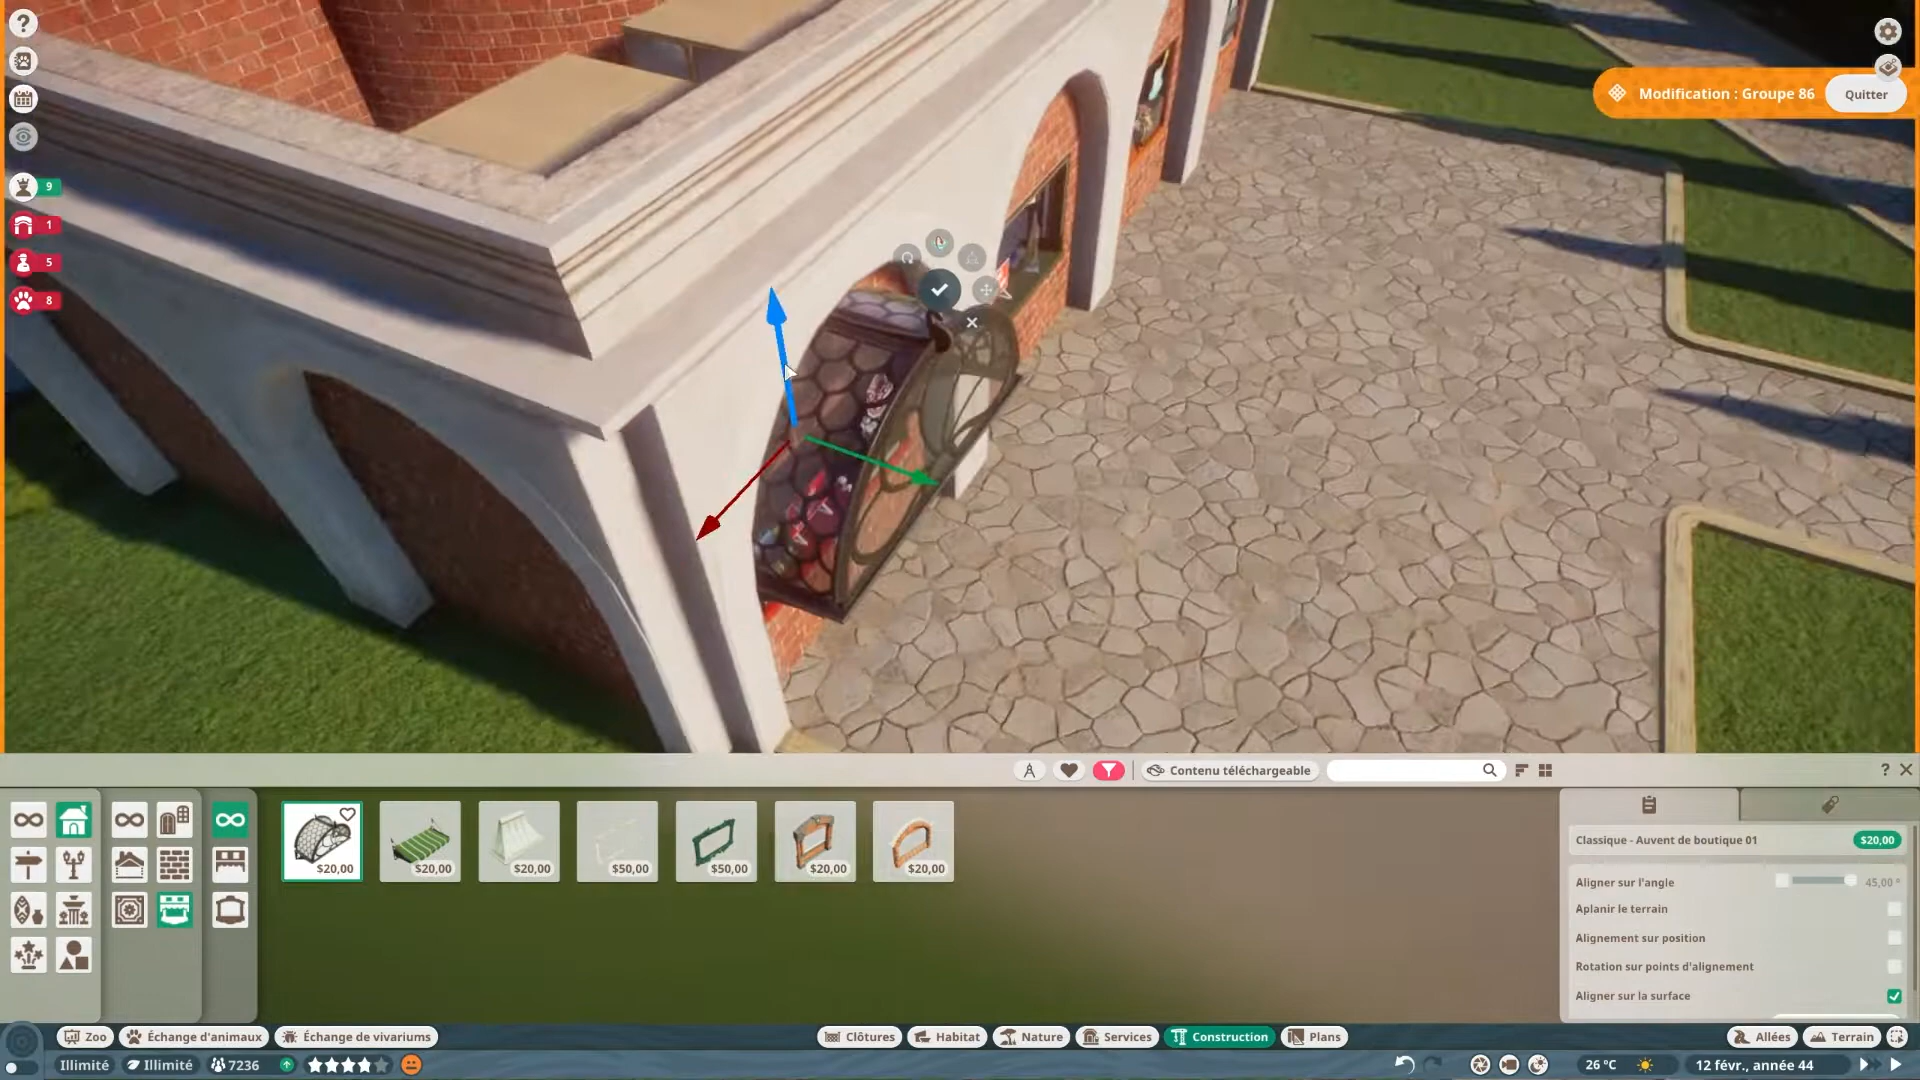 Modification : Groupe 86
Quitter
9
1
5
8
Contenu téléchargeable
?
$20,00
$20,00
$20,00
$50,00
$50,00
$20,00
$20,00
Classique - Auvent de boutique 01
$20,00
Aligner sur l'angle
45,00 °
Aplanir le terrain
Alignement sur position
Rotation sur points d'alignement
Aligner sur la surface
Zoo
Échange d'animaux
Échange de vivariums
Clôtures
Habitat
Nature
Services
Construction
Plans
Allées
Terrain
Illimité
Illimité
7236
26 °C
12 févr., année 44